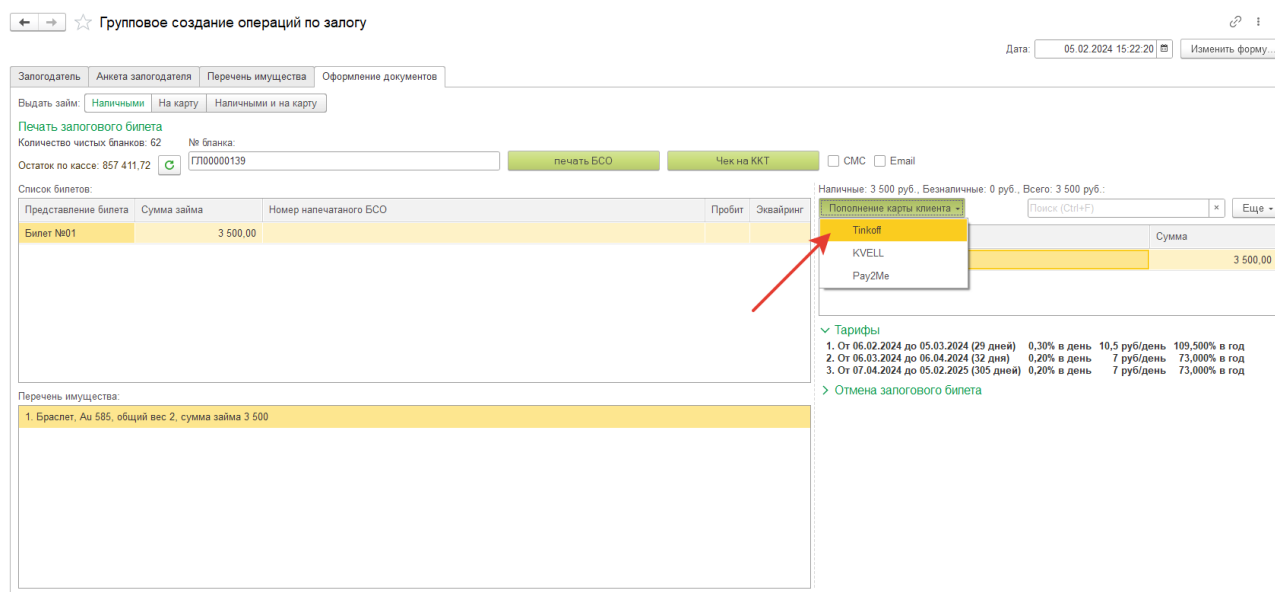 Групповое создание операций по залогу
Дата: 05.02.2024 15:22:20 Изменить форму...
Залогодатель Анкета залогодателя Перечень имущества Оформление документов
Выдать займ: Наличными На карту Наличными и на карту
Печать залогового билета
Количество чистых бланков: 62 № бланка:
Остаток по кассе: 857 411,72 ГЛ00000139 печать БСО Чек на ККТ СМС Email
Список билетов: Наличные: 3 500 руб., Безналичные: 0 руб., Всего: 3 500 руб.:
Представление билета Сумма займа Номер напечатаного БСО Пробит Эквайринг Пополнение карты клиента Поиск (Ctrl+F) × Еще
Билет №01 3 500,00 Tinkoff Сумма
KVELL 3 500,00
Pay2Me
Тарифы
1. От 06.02.2024 до 05.03.2024 (29 дней) 0,30% в день 10,5 руб/день 109,500% в год
2. От 06.03.2024 до 06.04.2024 (32 дня) 0,20% в день 7 руб/день 73,000% в год
3. От 07.04.2024 до 05.02.2025 (305 дней) 0,20% в день 7 руб/день 73,000% в год
Отмена залогового билета
Перечень имущества:
1. Браслет, Au 585, общий вес 2, сумма займа 3 500